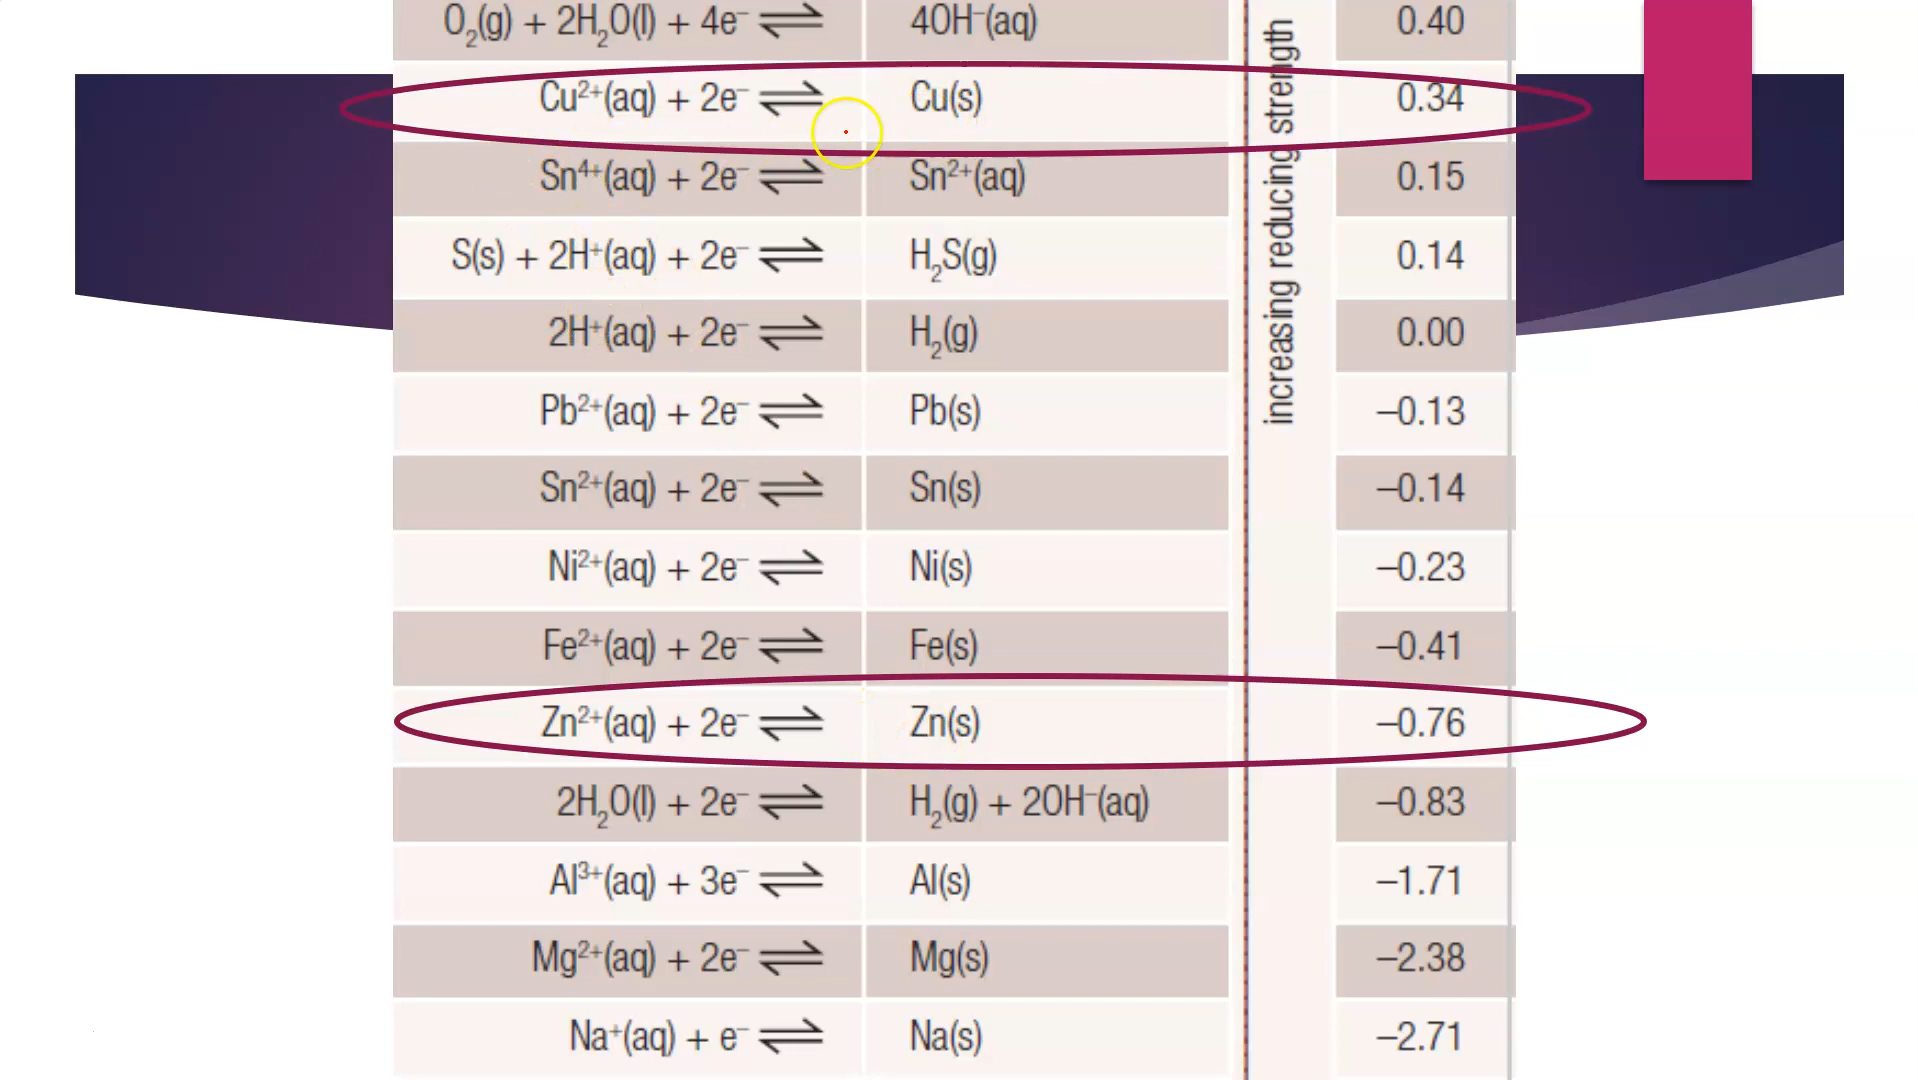 O₂(g) + 2H₂O(l) + 4e⁻ ⇌ 4OH⁻(aq) 0.40
Cu²⁺(aq) + 2e⁻ ⇌ Cu(s) 0.34
Sn⁴⁺(aq) + 2e⁻ ⇌ Sn²⁺(aq) 0.15
S(s) + 2H⁺(aq) + 2e⁻ ⇌ H₂S(g) 0.14
2H⁺(aq) + 2e⁻ ⇌ H₂(g) 0.00
Pb²⁺(aq) + 2e⁻ ⇌ Pb(s) –0.13
Sn²⁺(aq) + 2e⁻ ⇌ Sn(s) –0.14
Ni²⁺(aq) + 2e⁻ ⇌ Ni(s) –0.23
Fe²⁺(aq) + 2e⁻ ⇌ Fe(s) –0.41
Zn²⁺(aq) + 2e⁻ ⇌ Zn(s) –0.76
2H₂O(l) + 2e⁻ ⇌ H₂(g) + 2OH⁻(aq) –0.83
Al³⁺(aq) + 3e⁻ ⇌ Al(s) –1.71
Mg²⁺(aq) + 2e⁻ ⇌ Mg(s) –2.38
Na⁺(aq) + e⁻ ⇌ Na(s) –2.71
increasing reducing strength